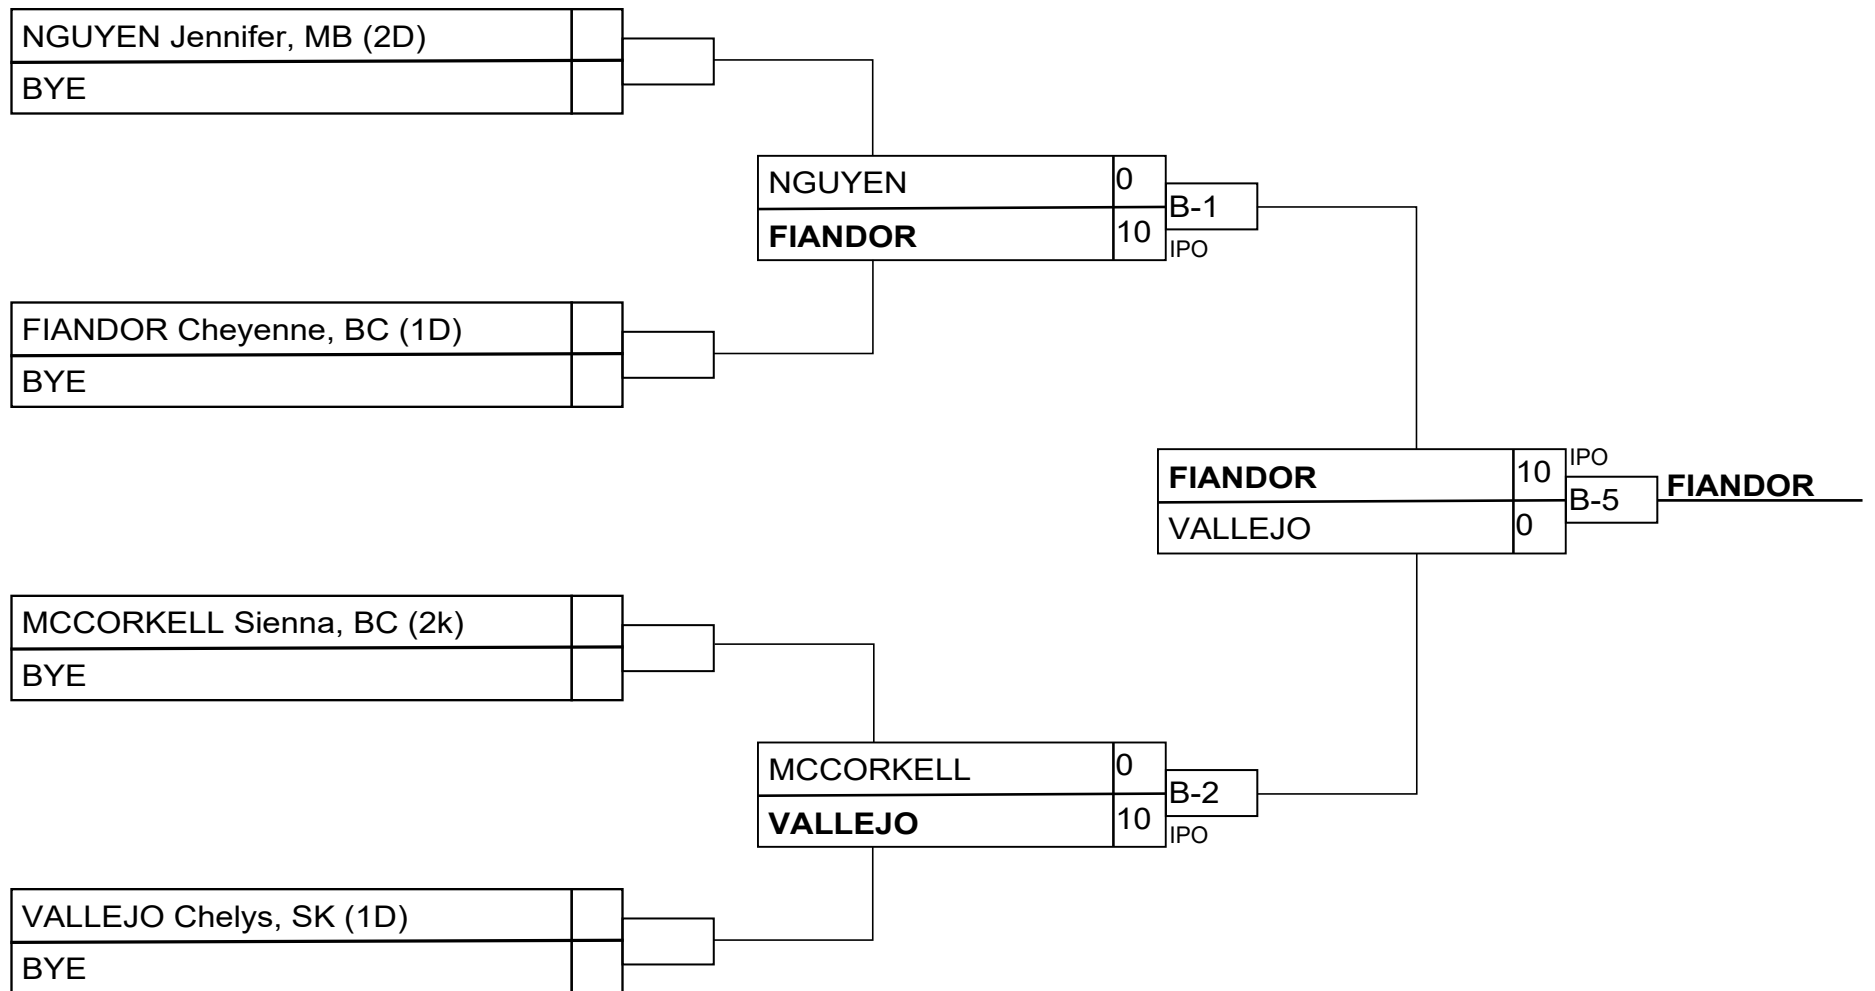 NGUYEN Jennifer, MB (2D)
BYE
NGUYEN 0
B-1
FIANDOR 10
IPO
FIANDOR Cheyenne, BC (1D)
BYE
IPO
FIANDOR 10
B-5
FIANDOR
VALLEJO 0
MCCORKELL Sienna, BC (2k)
BYE
MCCORKELL 0
B-2
VALLEJO 10
IPO
VALLEJO Chelys, SK (1D)
BYE